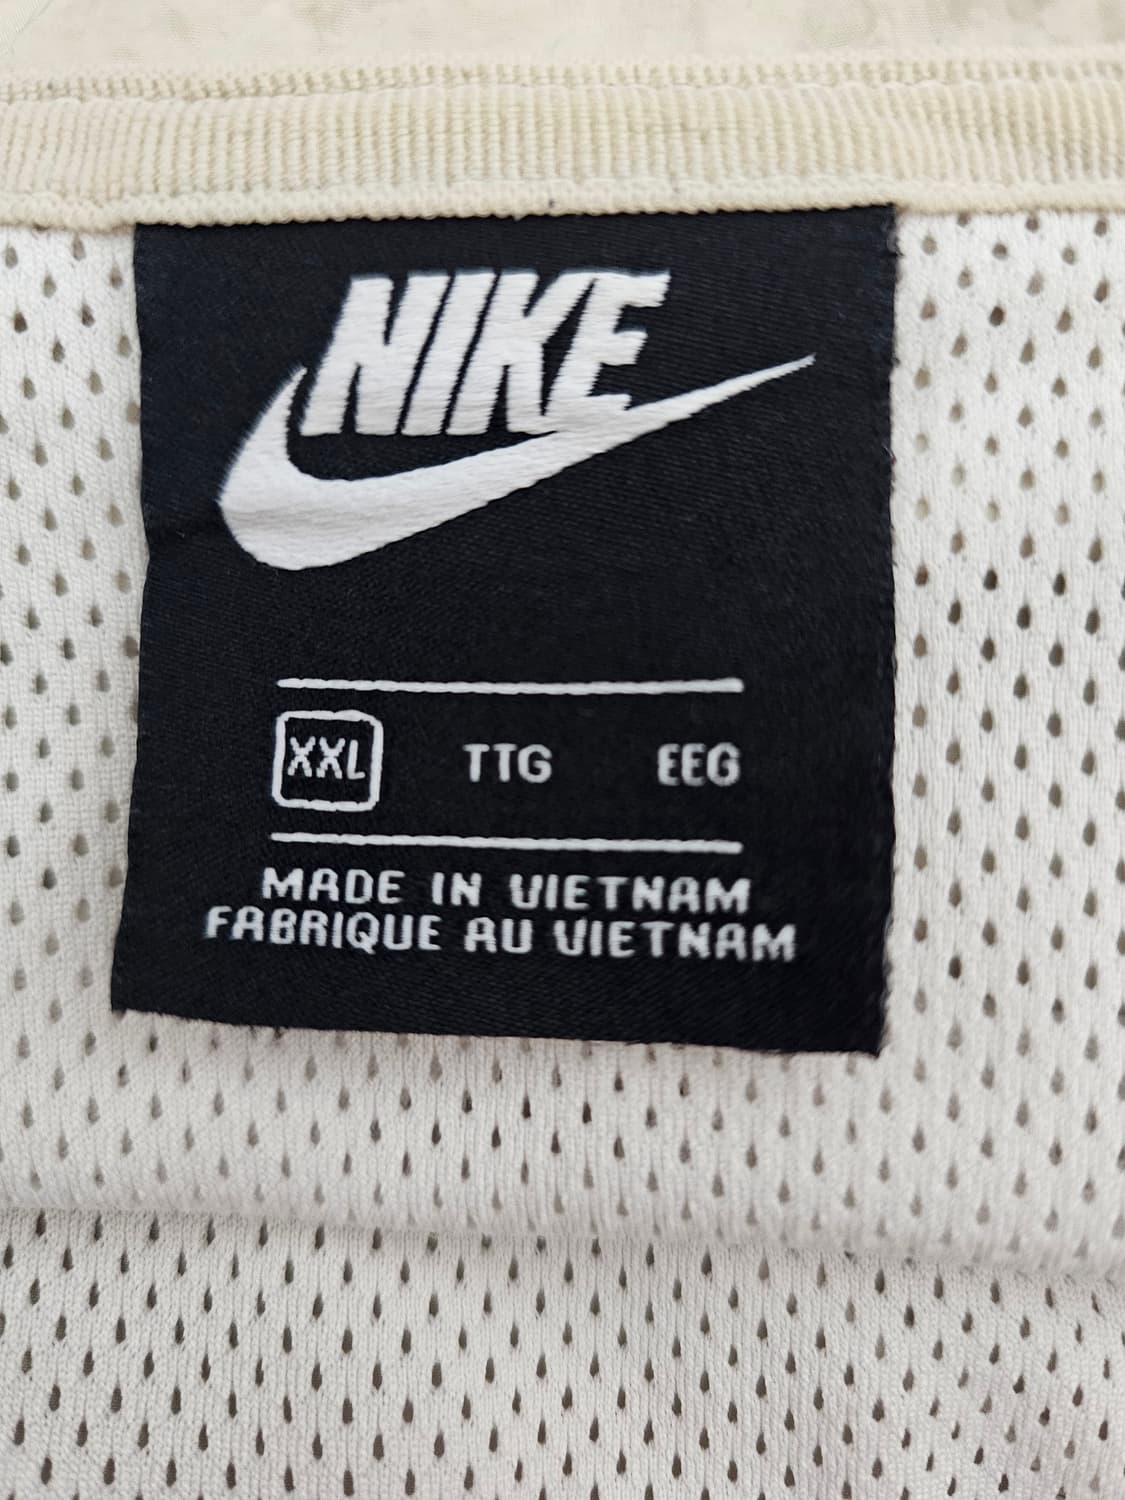 NIKE
XXL TTG EEG
MADE IN VIETNAM
FABRIQUE AU VIETNAM